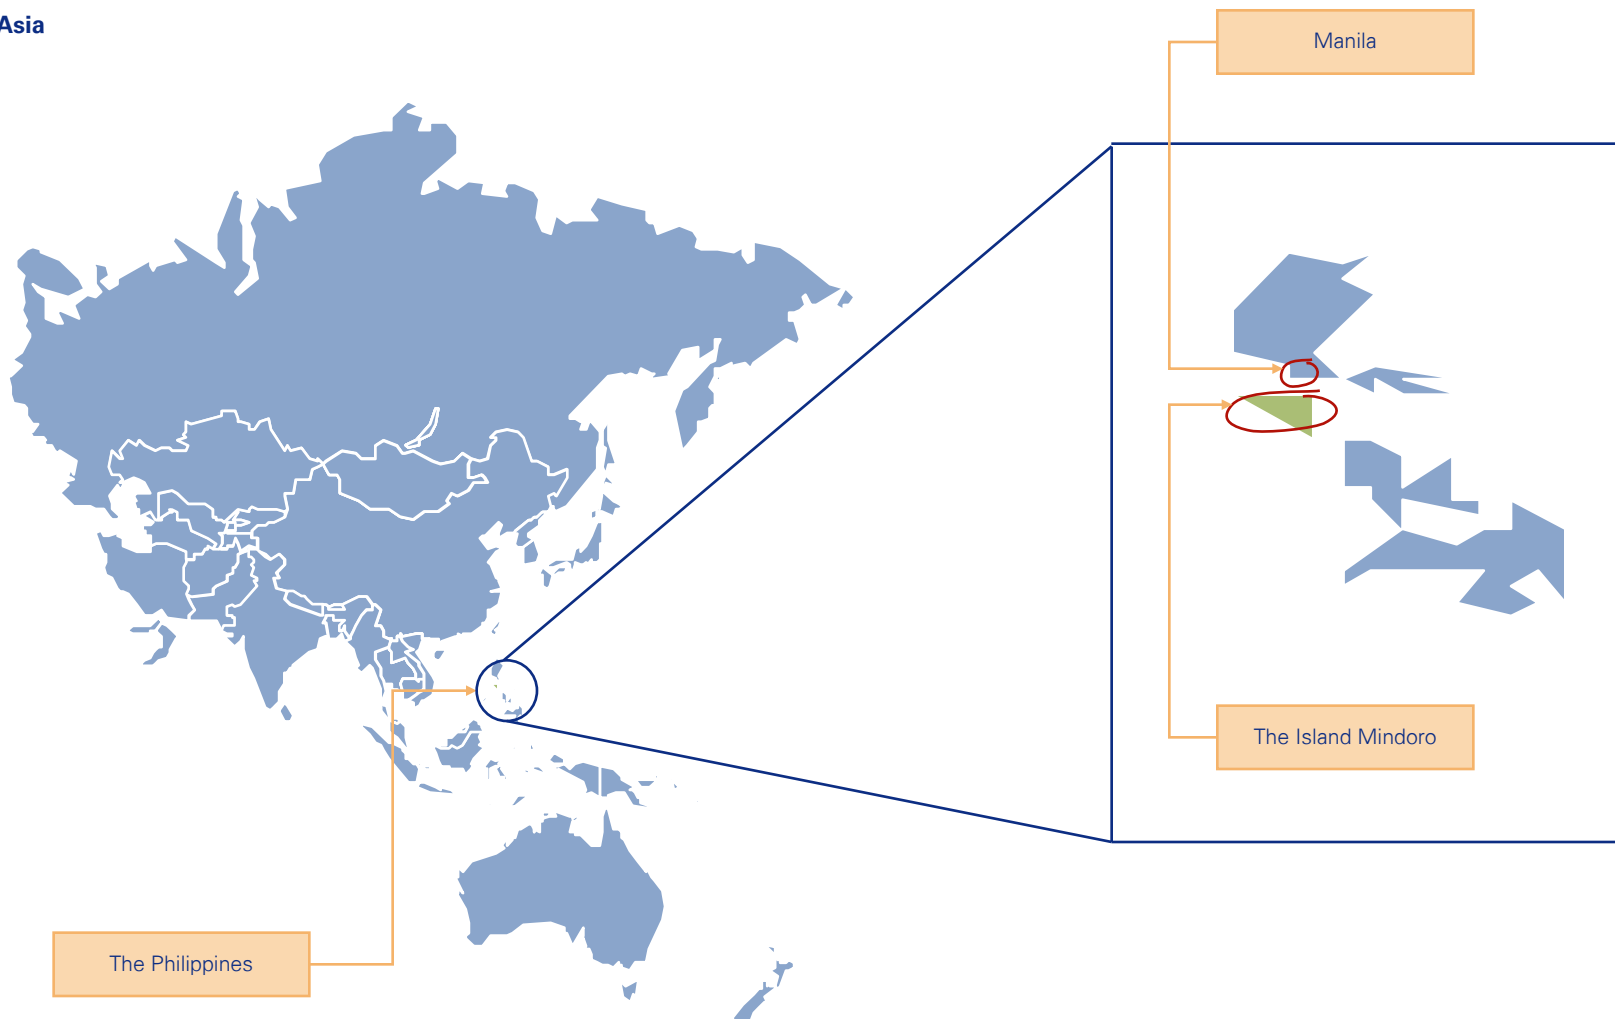 Asia
Manila
The Island Mindoro
The Philippines